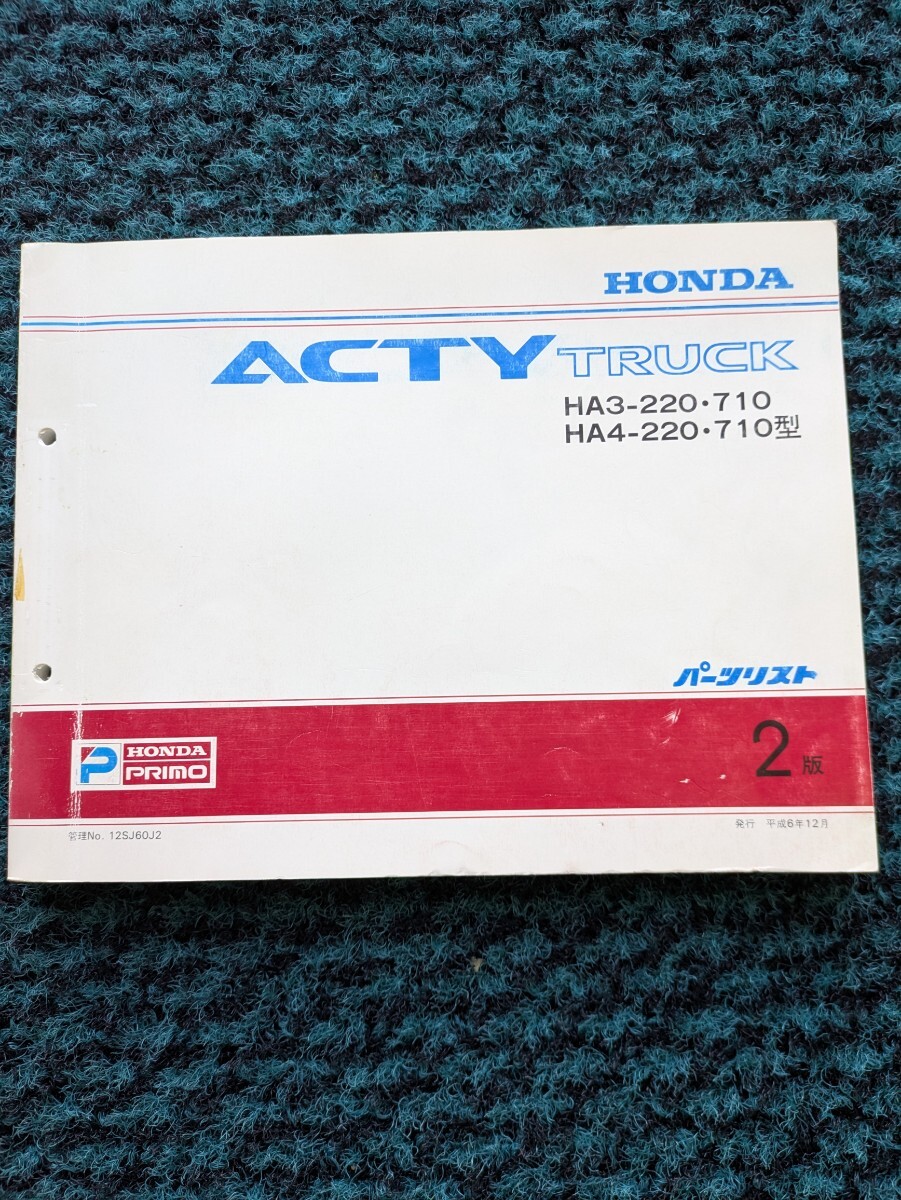 HONDA
ACTY TRUCK
HA3-220・710
HA4-220・710型
パーツリスト
P HONDA
PRIMO
2版
管理No. 12SJ60J2
発行 平成6年12月